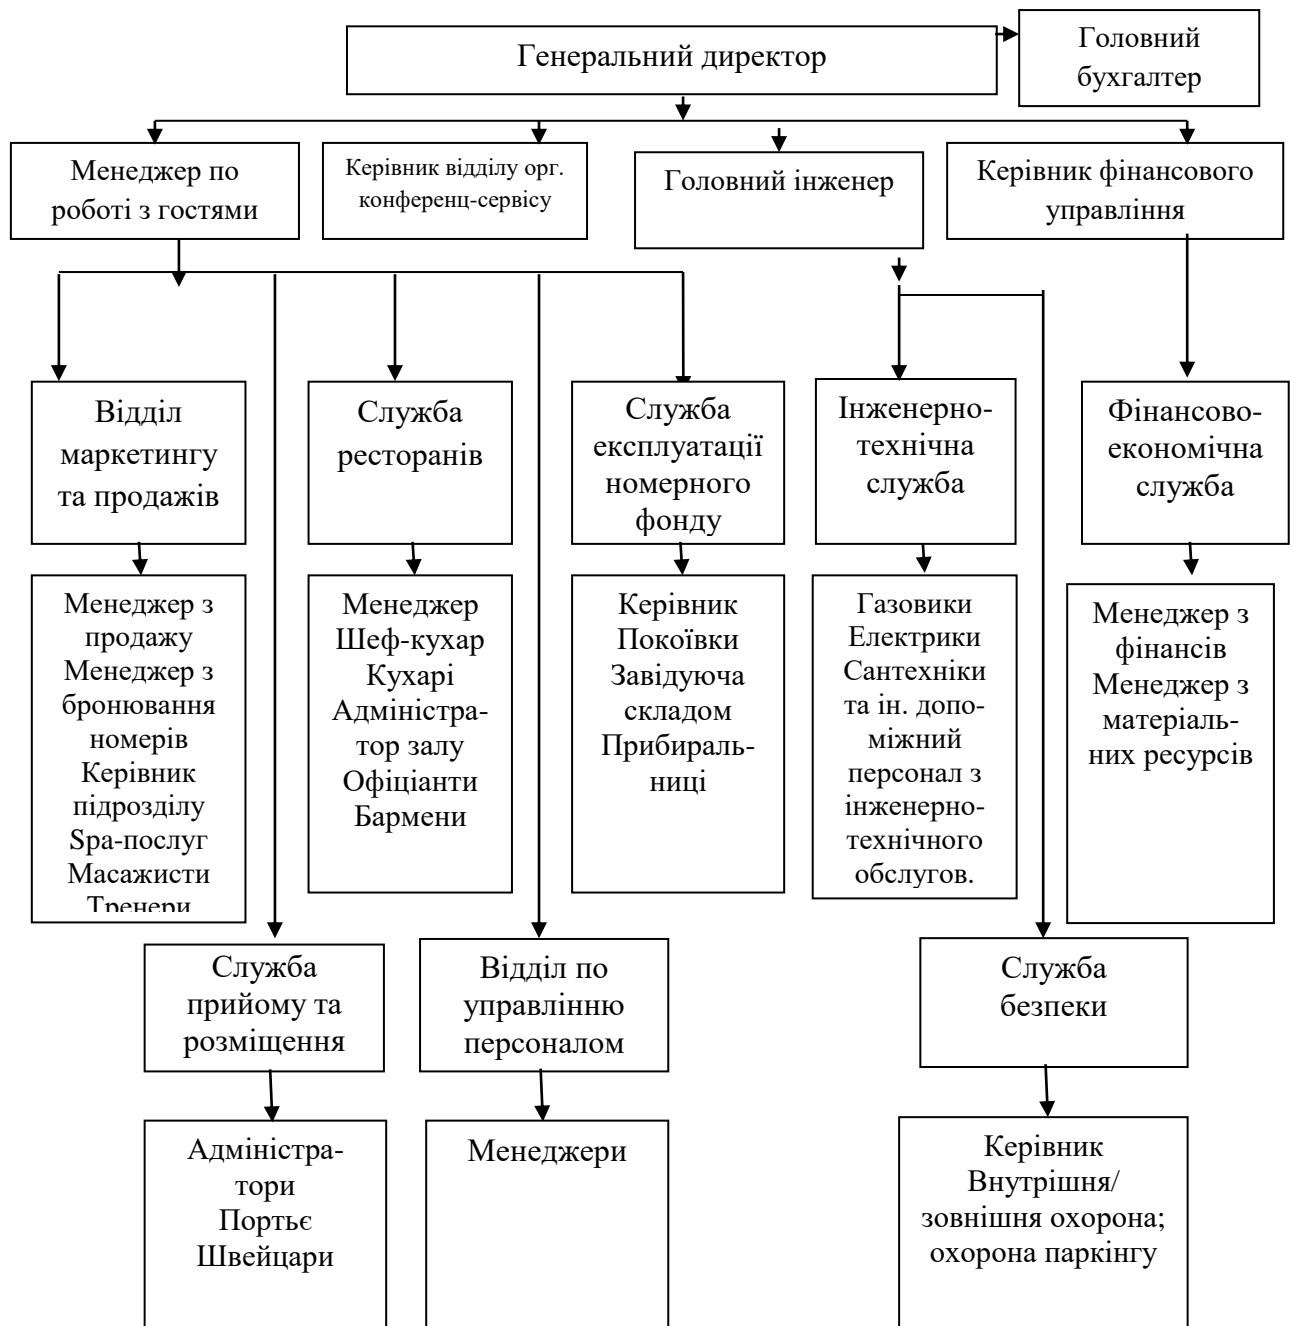 Генеральний директор
Головний
бухгалтер
Менеджер по
роботі з гостями
Керівник відділу орг.
конференц-сервісу
Головний інженер
Керівник фінансового
управління
Відділ
маркетингу
та продажів
Служба
ресторанів
Служба
експлуатації
номерного
фонду
Інженерно-
технічна
служба
Фінансово-
економічна
служба
Менеджер з
продажу
Менеджер з
бронювання
номерів
Керівник
підрозділу
Spa-послуг
Масажисти
Тренери
Менеджер
Шеф-кухар
Кухарі
Адміністра-
тор залу
Офіціанти
Бармени
Керівник
Покоївки
Завідуюча
складом
Прибираль-
ниці
Газовики
Електрики
Сантехніки
та ін. допо-
міжний
персонал з
інженерно-
технічного
обслугов.
Менеджер з
фінансів
Менеджер з
матеріаль-
них ресурсів
Служба
прийому та
розміщення
Відділ по
управлінню
персоналом
Служба
безпеки
Адміністра-
тори
Портьє
Швейцари
Менеджери
Керівник
Внутрішня/
зовнішня охорона;
охорона паркінгу